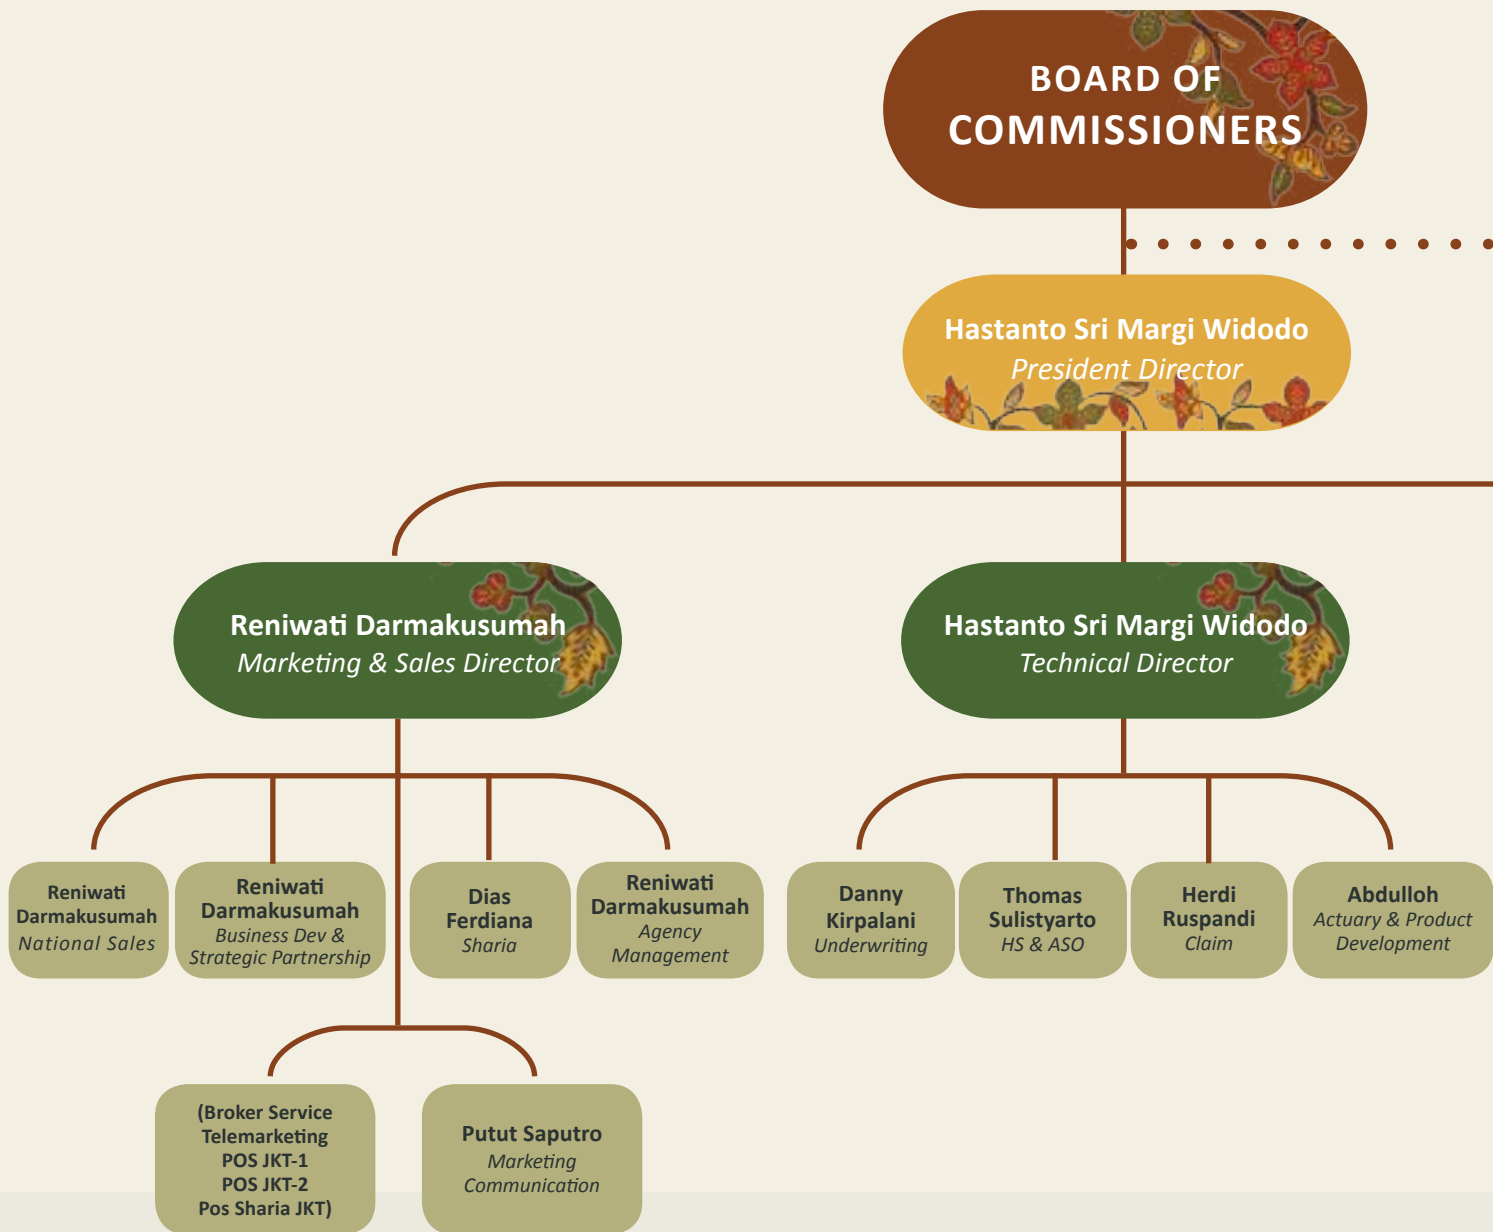 BOARD OF
COMMISSIONERS
Hastanto Sri Margi Widodo
President Director
Reniwati Darmakusumah
Marketing & Sales Director
Hastanto Sri Margi Widodo
Technical Director
Reniwati
Darmakusumah
National Sales
Reniwati
Darmakusumah
Business Dev &
Strategic Partnership
Dias
Ferdiana
Sharia
Reniwati
Darmakusumah
Agency
Management
Danny
Kirpalani
Underwriting
Thomas
Sulistyarto
HS & ASO
Herdi
Ruspandi
Claim
Abdulloh
Actuary & Product
Development
(Broker Service
Telemarketing
POS JKT-1
POS JKT-2
Pos Sharia JKT)
Putut Saputro
Marketing
Communication